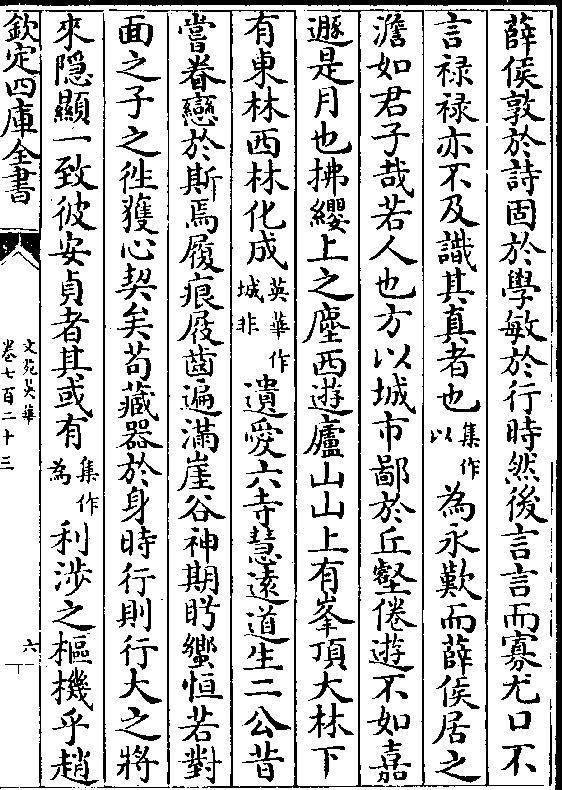 薛侯敦於詩固於學敏於行時然後言言而寡尤口不
言禄禄亦不及識其真者也集作以為永歎而薛侯居之
澹如君子哉若人也方以城市鄙於丘壑倦遊不如嘉
遯是月也拂纓上之塵西遊廬山山上有峯頂大林下
有東林西林化成英華作城非遺愛六寺慧遠道生二公昔
嘗眷戀於斯焉履痕屐齒遍滿崖谷神期肹蠁恒若對
面之子之徃獲心契矣苟藏器於身時行則行大之將
來隱顯一致彼安貞者其或有集作為利涉之樞機乎趙
欽定四庫全書
文苑英華
卷七百二十三
六